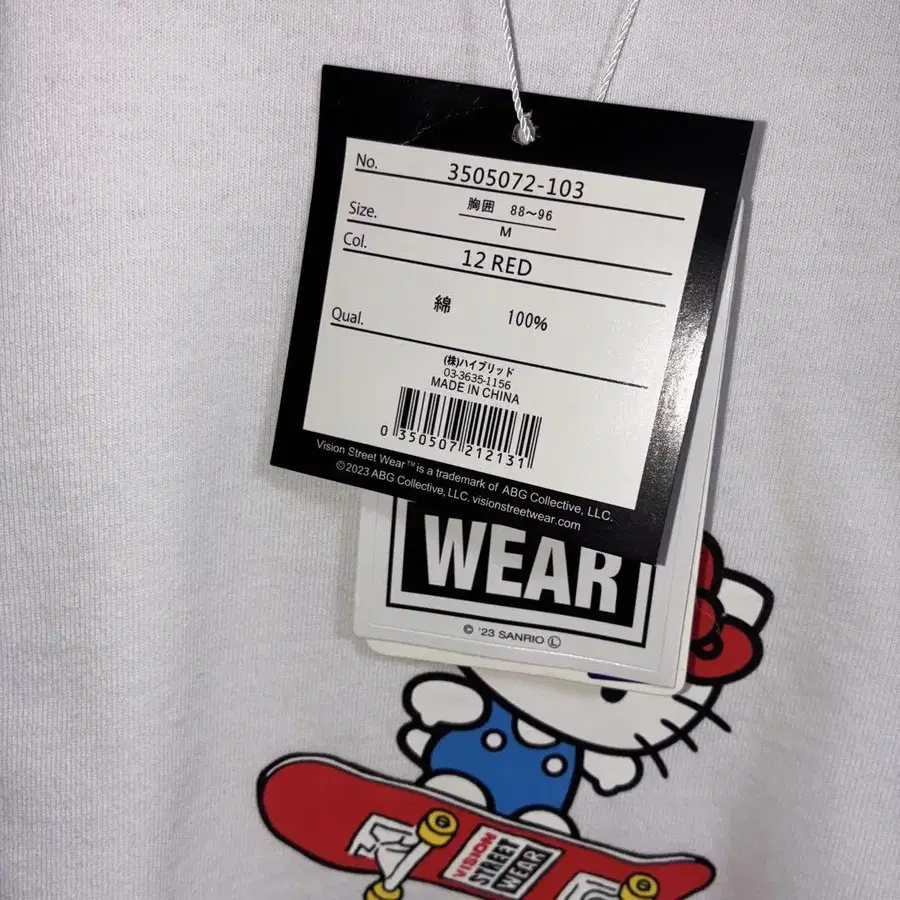 No. 3505072-103
Size. 胸囲 88～96
M
Col. 12 RED
Qual. 綿 100%
(株)ハイブリッド
03-3635-1156
MADE IN CHINA
0 350507 212131
Vision Street Wear™ is a trademark of ABG Collective, LLC.
©2023 ABG Collective, LLC. visionstreetwear.com
WEAR
© '23 SANRIO Ⓛ
VISION
STREET
WEAR